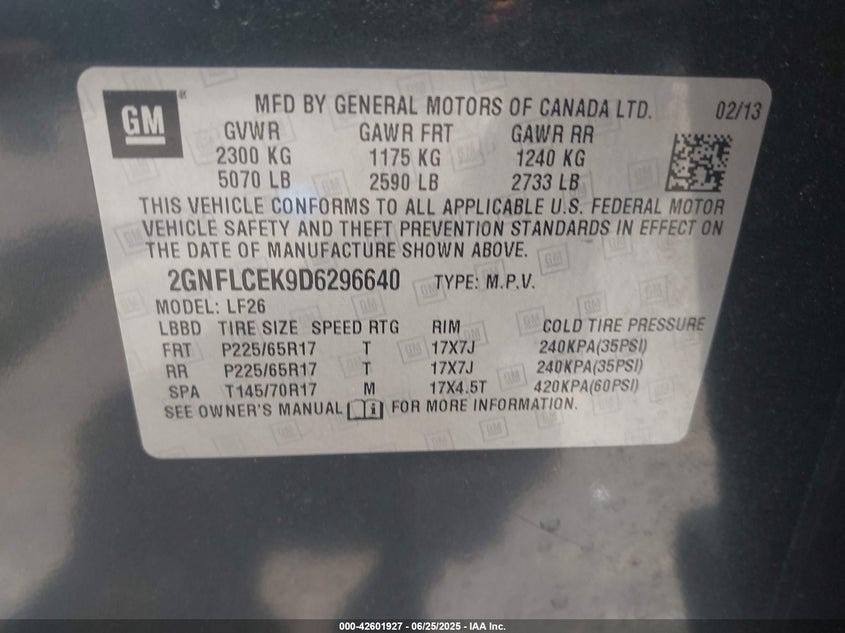 GM
MFD BY GENERAL MOTORS OF CANADA LTD. 02/13
GVWR GAWR FRT GAWR RR
2300 KG 1175 KG 1240 KG
5070 LB 2590 LB 2733 LB
THIS VEHICLE CONFORMS TO ALL APPLICABLE U.S. FEDERAL MOTOR
VEHICLE SAFETY AND THEFT PREVENTION STANDARDS IN EFFECT ON
THE DATE OF MANUFACTURE SHOWN ABOVE.
2GNFLCEK9D6296640 TYPE: M.P.V.
MODEL: LF26
LBBD TIRE SIZE SPEED RTG RIM COLD TIRE PRESSURE
FRT P225/65R17 T 17X7J 240KPA(35PSI)
RR P225/65R17 T 17X7J 240KPA(35PSI)
SPA T145/70R17 M 17X4.5T 420KPA(60PSI)
SEE OWNER'S MANUAL FOR MORE INFORMATION.
000-42601927 - 06/25/2025 - IAA Inc.